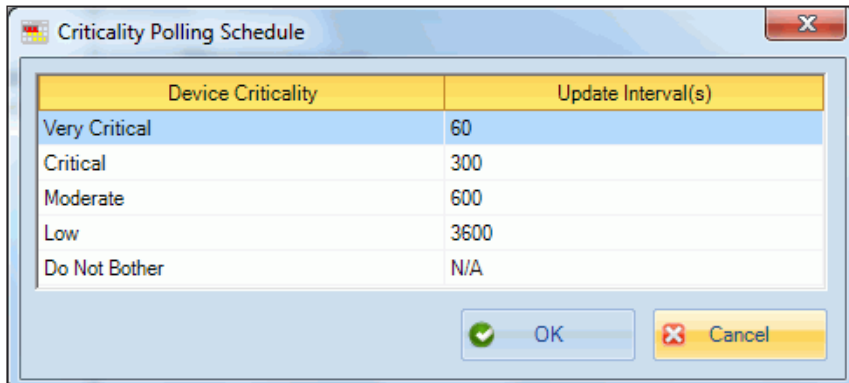 Criticality Polling Schedule
Device Criticality Update Interval(s)
Very Critical 60
Critical 300
Moderate 600
Low 3600
Do Not Bother N/A
OK Cancel